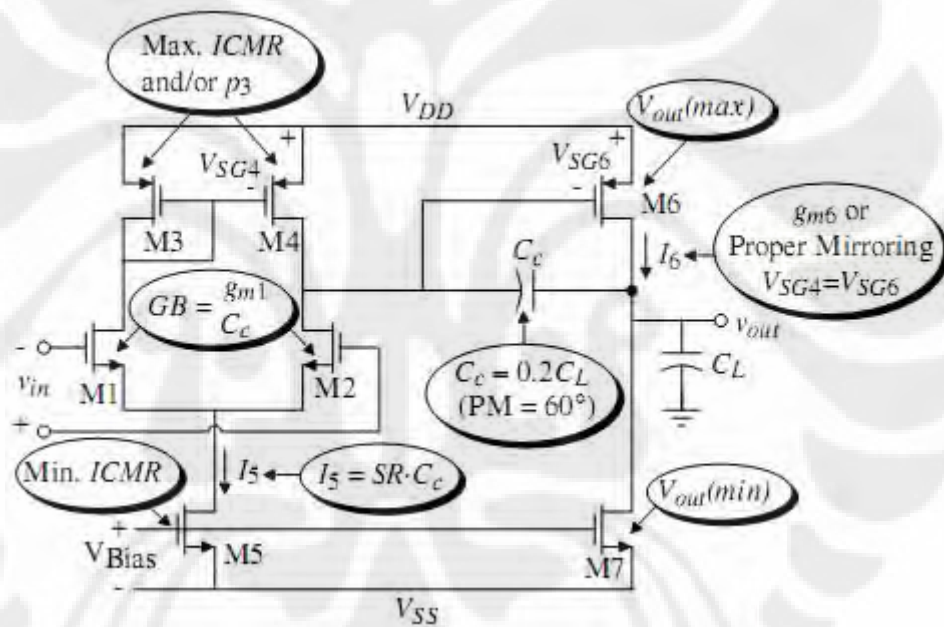 Max. ICMR
and/or p3
VDD
Vout(max)
+
VSG4
-
+
VSG6
-
M3
M4
M6
gm6 or
Proper Mirroring
VSG4=VSG6
I6
Cc
GB = gm1
Cc
-
vin
+
M1
M2
Cc = 0.2CL
(PM = 60°)
vout
CL
Min. ICMR
I5
I5 = SR·Cc
Vout(min)
+
VBias
-
M5
M7
VSS